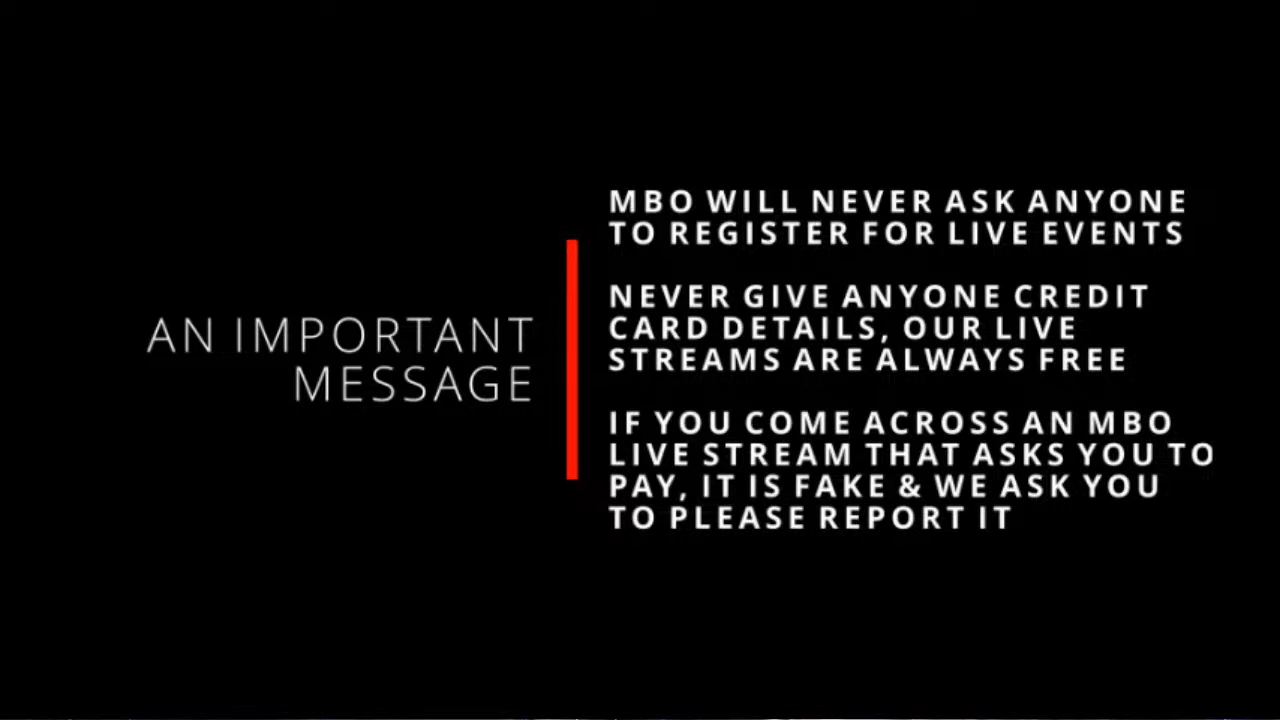 AN IMPORTANT
MESSAGE
MBO WILL NEVER ASK ANYONE
TO REGISTER FOR LIVE EVENTS
NEVER GIVE ANYONE CREDIT
CARD DETAILS, OUR LIVE
STREAMS ARE ALWAYS FREE
IF YOU COME ACROSS AN MBO
LIVE STREAM THAT ASKS YOU TO
PAY, IT IS FAKE & WE ASK YOU
TO PLEASE REPORT IT